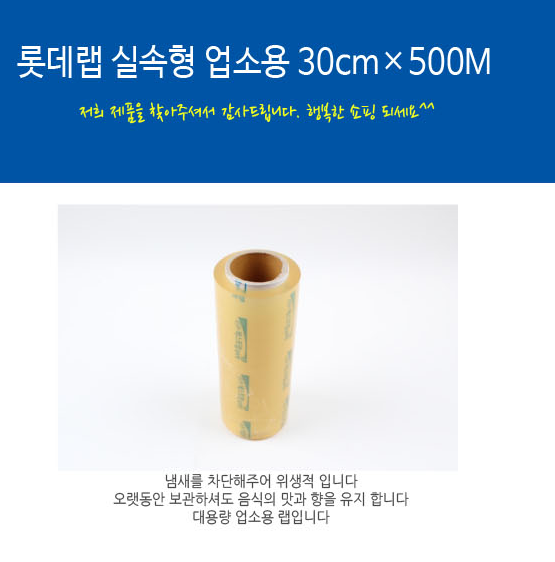 롯데랩 실속형 업소용 30cm×500M
저희 제품을 찾아주셔서 감사드립니다. 행복한 쇼핑 되세요^^
냄새를 차단해주어 위생적 입니다
오랫동안 보관하셔도 음식의 맛과 향을 유지 합니다
대용량 업소용 랩입니다